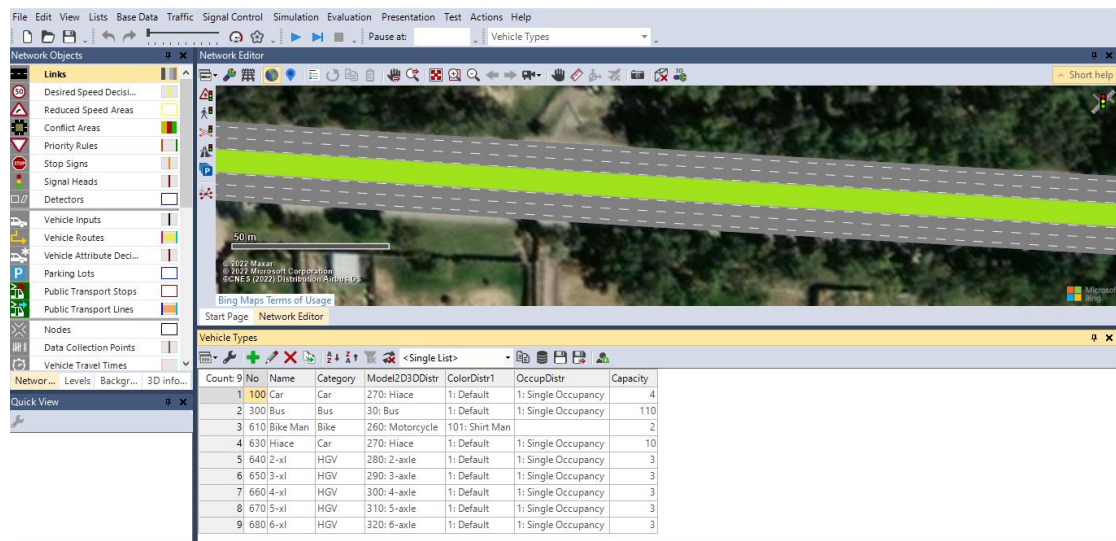 File Edit View Lists Base Data Traffic Signal Control Simulation Evaluation Presentation Test Actions Help
Pause at: Vehicle Types
Network Objects
Links
50 Desired Speed Decisi...
Reduced Speed Areas
Conflict Areas
Priority Rules
STOP Stop Signs
Signal Heads
Detectors
Vehicle Inputs
Vehicle Routes
Vehicle Attribute Deci...
P Parking Lots
Public Transport Stops
Public Transport Lines
Nodes
Data Collection Points
Vehicle Travel Times
Networ... Levels Backgr... 3D info...
Quick View
Network Editor
Short help
50 m
© 2022 Maxar
© 2022 Microsoft Corporation
©CNES (2022) Distribution Airbus DS
Bing Maps Terms of Usage
Microsof
Bing
Start Page Network Editor
Vehicle Types
<Single List>
Count: 9 No Name Category Model2D3DDistr ColorDistr1 OccupDistr Capacity
1 100 Car Car 270: Hiace 1: Default 1: Single Occupancy 4
2 300 Bus Bus 30: Bus 1: Default 1: Single Occupancy 110
3 610 Bike Man Bike 260: Motorcycle 101: Shirt Man 2
4 630 Hiace Car 270: Hiace 1: Default 1: Single Occupancy 10
5 640 2-xl HGV 280: 2-axle 1: Default 1: Single Occupancy 3
6 650 3-xl HGV 290: 3-axle 1: Default 1: Single Occupancy 3
7 660 4-xl HGV 300: 4-axle 1: Default 1: Single Occupancy 3
8 670 5-xl HGV 310: 5-axle 1: Default 1: Single Occupancy 3
9 680 6-xl HGV 320: 6-axle 1: Default 1: Single Occupancy 3